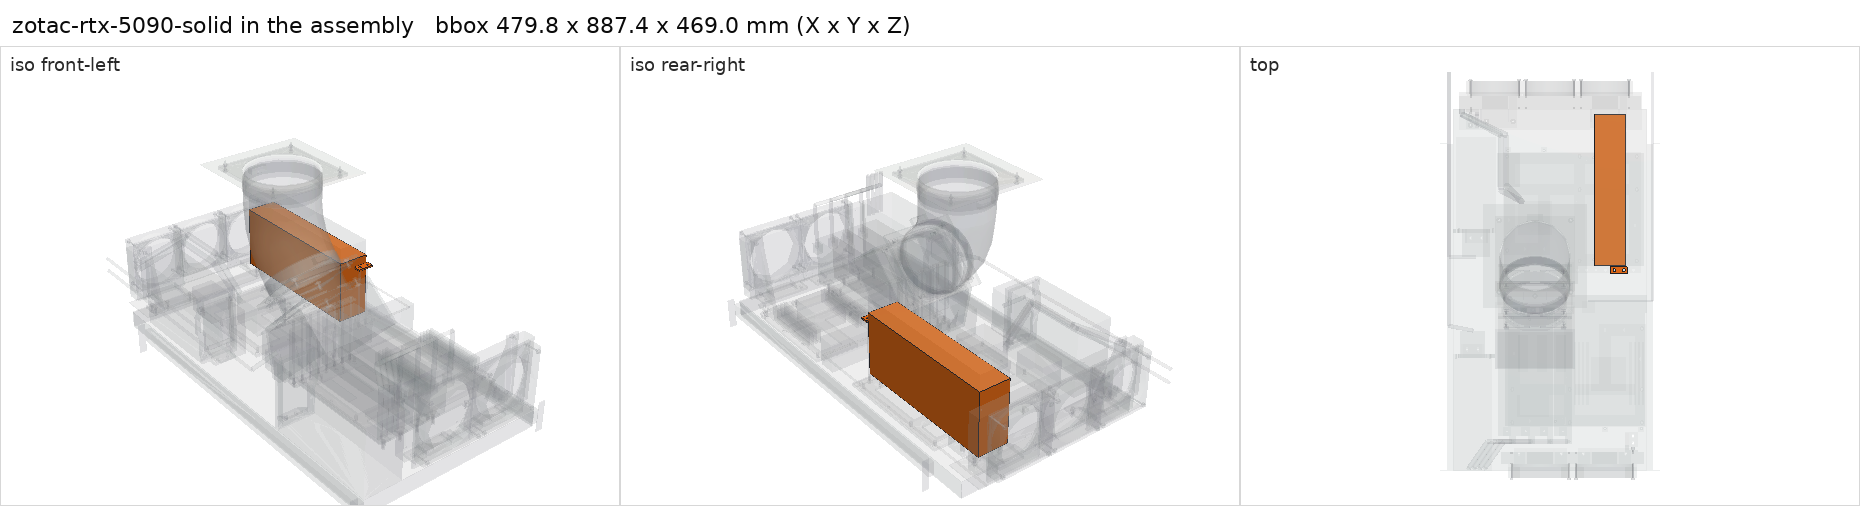 zotac-rtx-5090-solid in the assembly bbox 479.8 x 887.4 x 469.0 mm (X x Y x Z)
iso front-left
iso rear-right
top